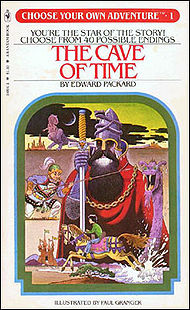 CHOOSE YOUR OWN ADVENTURE™ · 1
YOU'RE THE STAR OF THE STORY!
CHOOSE FROM 40 POSSIBLE ENDINGS
THE CAVE
OF TIME
BY EDWARD PACKARD
ILLUSTRATED BY PAUL GRANGER